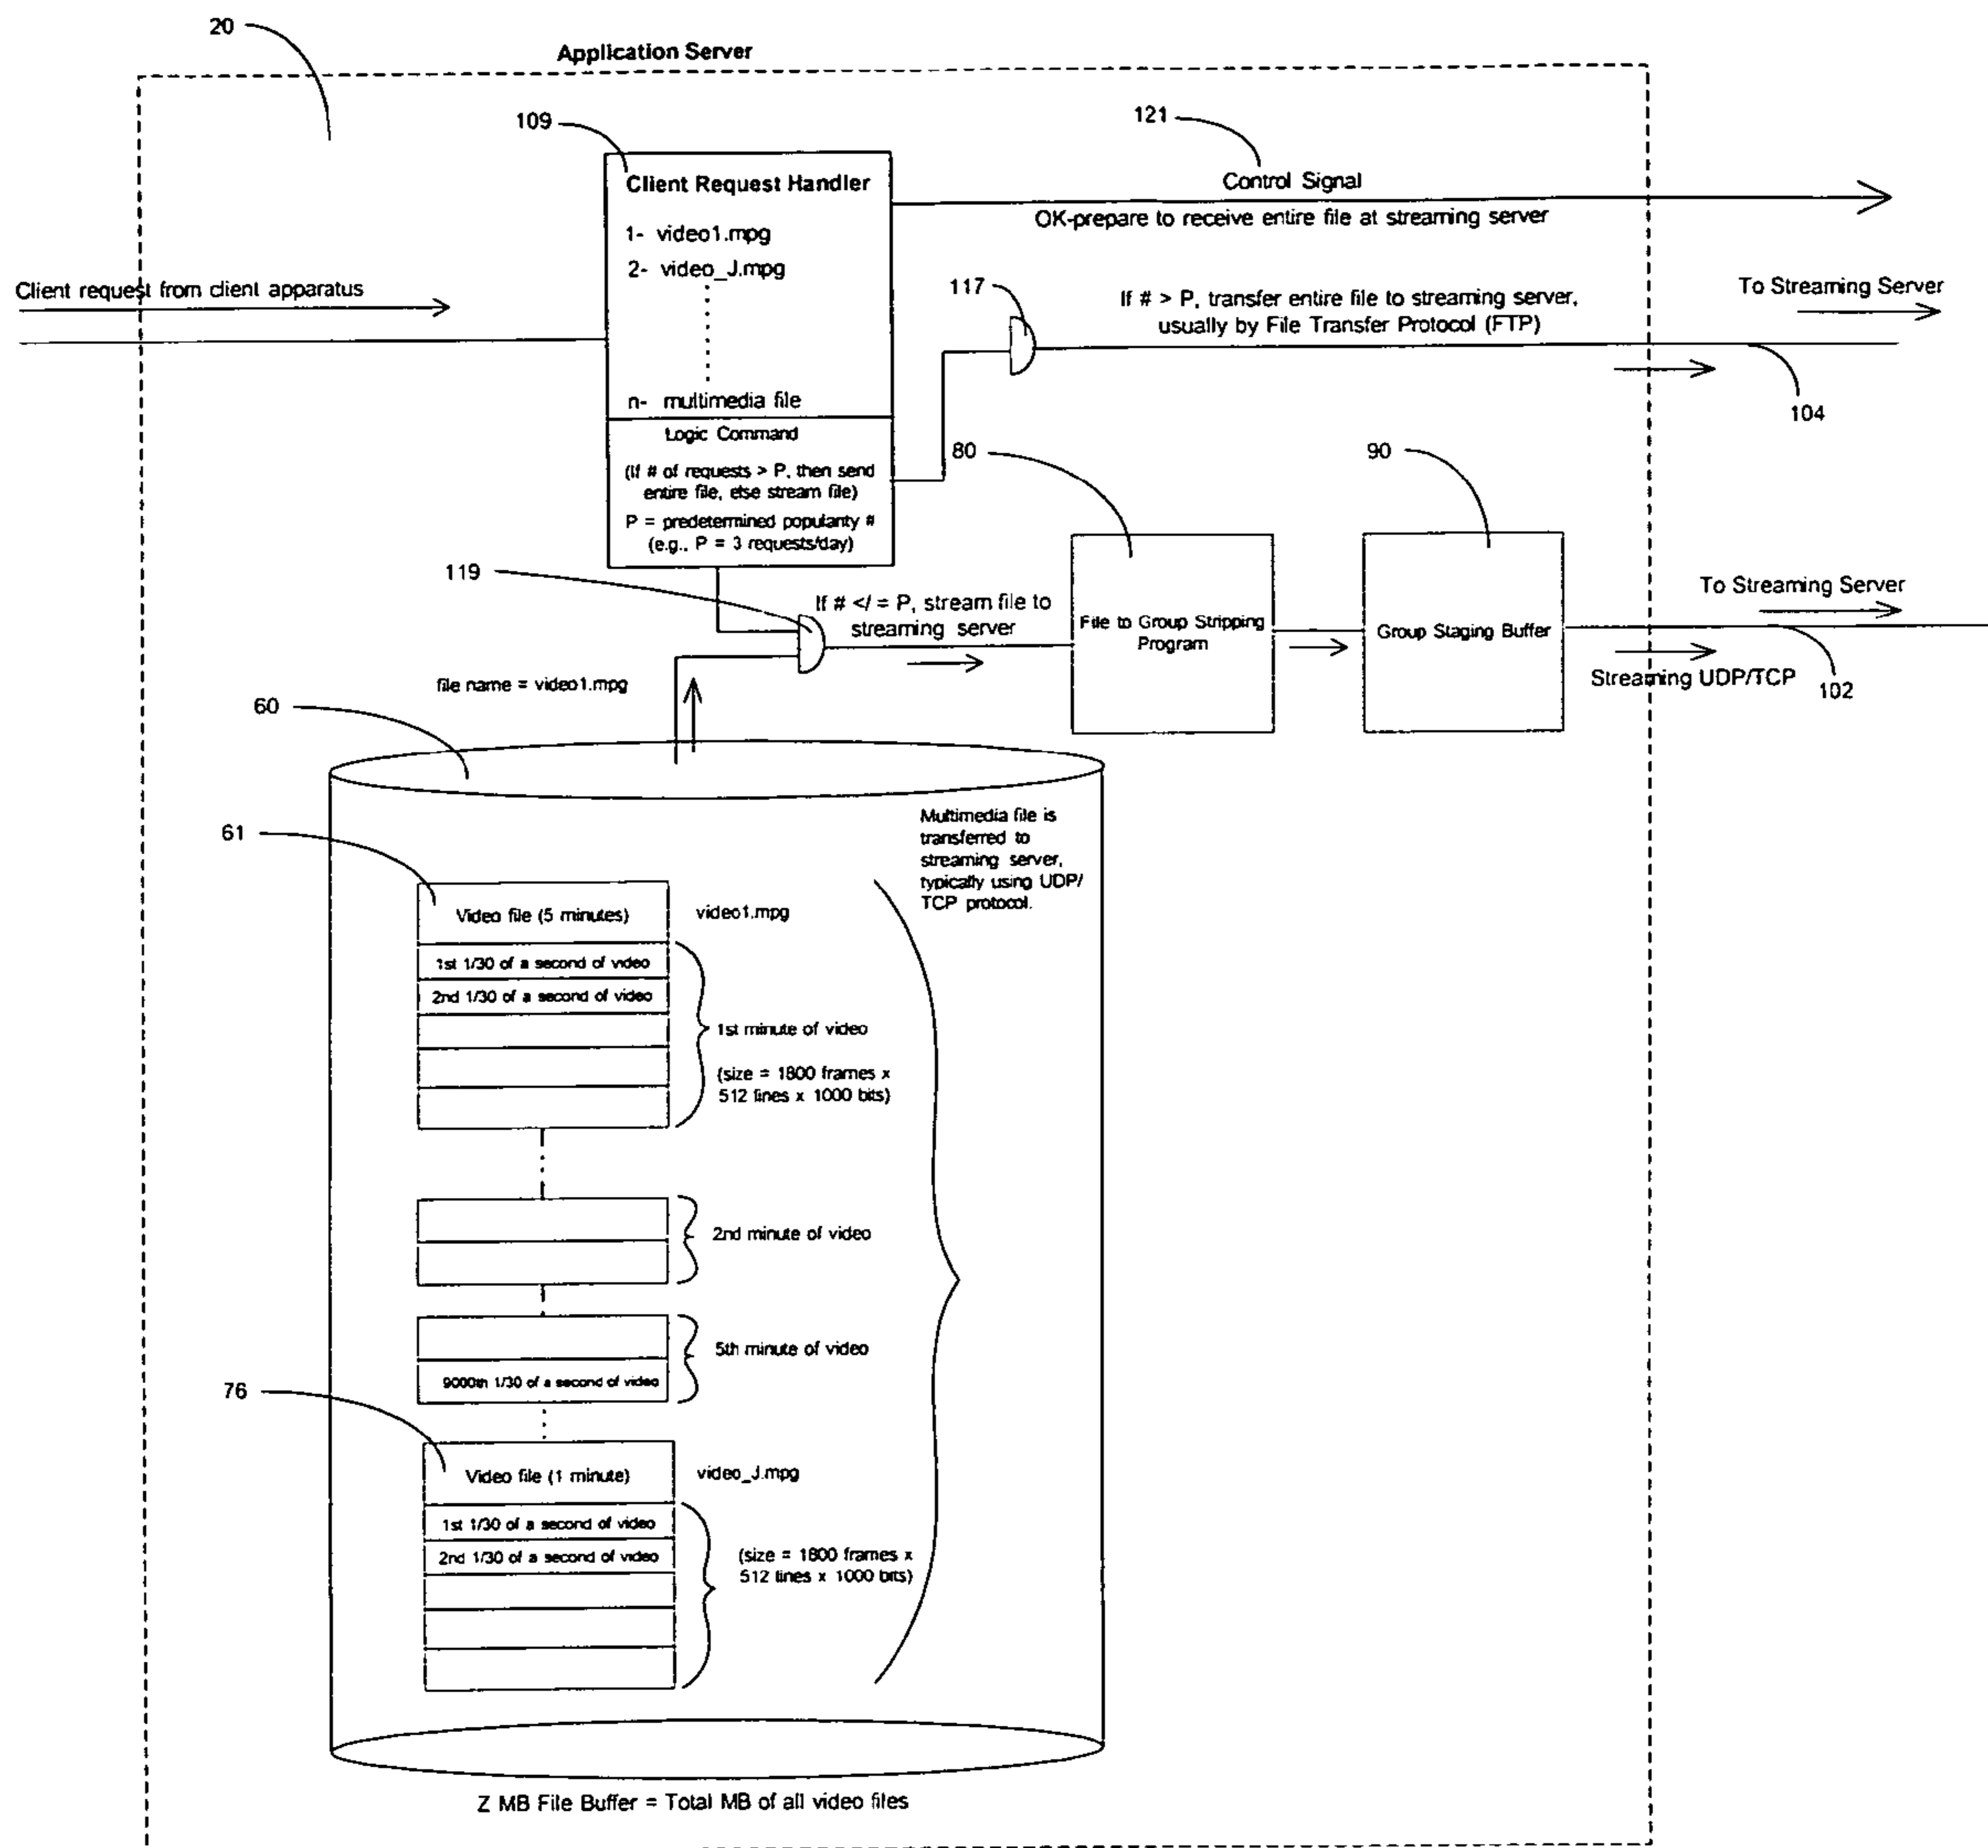 20
Application Server
109
121
Client Request Handler
Control Signal
OK-prepare to receive entire file at streaming server
1- video1.mpg
2- video_J.mpg
Client request from client apparatus
117
If # > P, transfer entire file to streaming server,
usually by File Transfer Protocol (FTP)
To Streaming Server
n- multimedia file
104
Logic Command
(If # of requests > P, then send
entire file, else stream file)
P = predetermined popularity #
(e.g., P = 3 requests/day)
80
90
119
If # </ = P, stream file to
streaming server
File to Group Stripping
Program
Group Staging Buffer
To Streaming Server
Streaming UDP/TCP
102
file name = video1.mpg
60
61
Multimedia file is
transferred to
streaming server,
typically using UDP/
TCP protocol.
Video file (5 minutes)
video1.mpg
1st 1/30 of a second of video
2nd 1/30 of a second of video
1st minute of video
(size = 1800 frames x
512 lines x 1000 bits)
2nd minute of video
5th minute of video
9000th 1/30 of a second of video
76
Video file (1 minute)
video_J.mpg
1st 1/30 of a second of video
2nd 1/30 of a second of video
(size = 1800 frames x
512 lines x 1000 bits)
Z MB File Buffer = Total MB of all video files